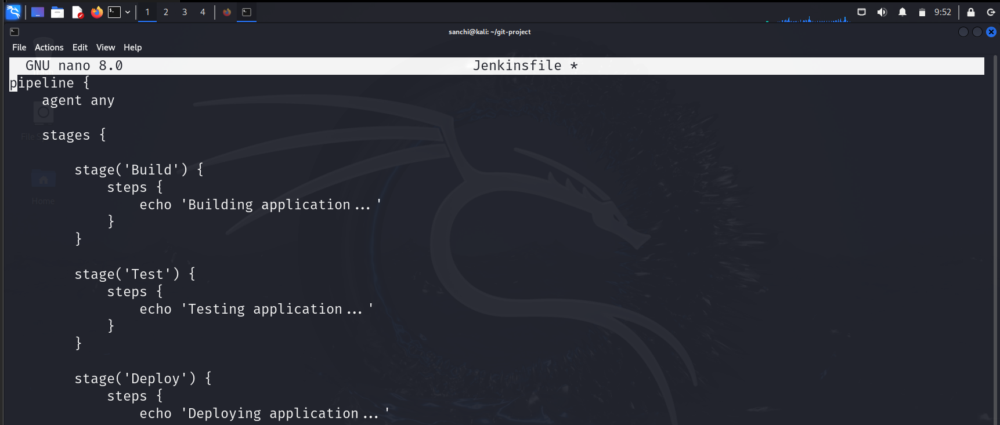 1 2 3 4 9:52
sanchi@kali: ~/git-project
File Actions Edit View Help
GNU nano 8.0 Jenkinsfile *
pipeline {
    agent any
    stages {
        stage('Build') {
            steps {
                echo 'Building application...'
            }
        }
        stage('Test') {
            steps {
                echo 'Testing application...'
            }
        }
        stage('Deploy') {
            steps {
                echo 'Deploying application...'
File S
Home